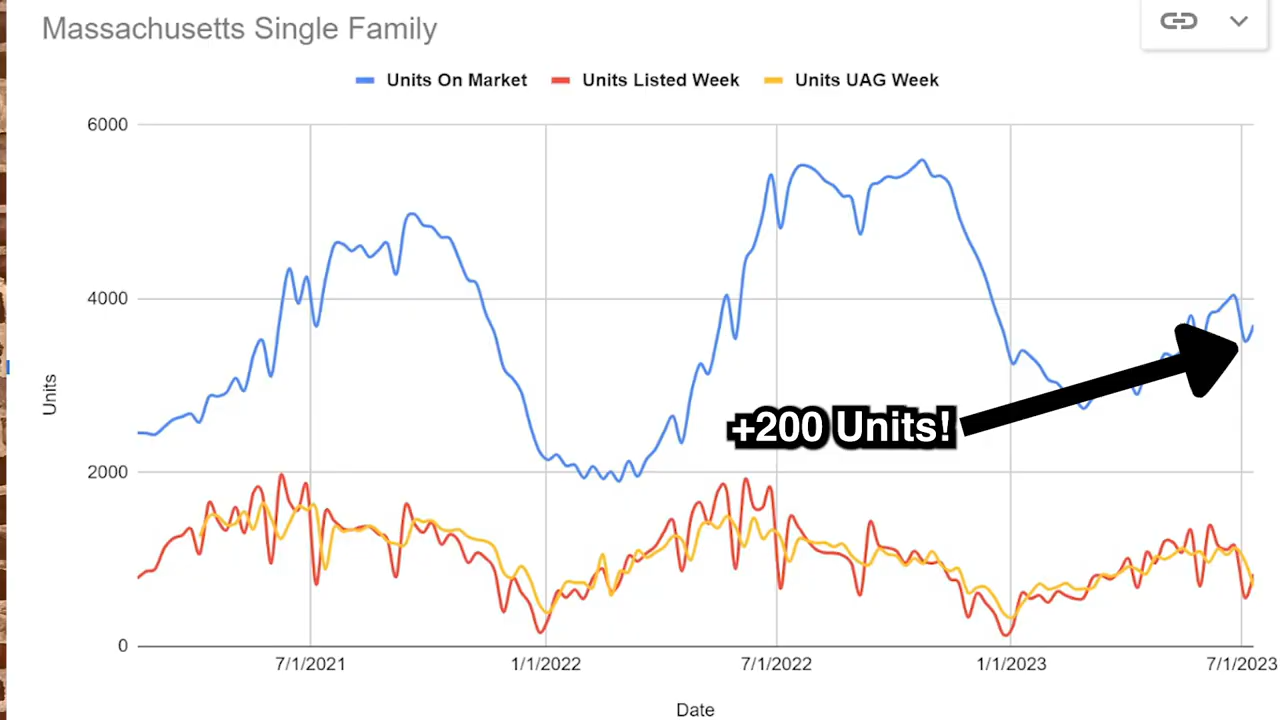 Massachusetts Single Family
Units On Market Units Listed Week Units UAG Week
6000
4000
Units
+200 Units!
2000
0
7/1/2021 1/1/2022 7/1/2022 1/1/2023 7/1/2023
Date